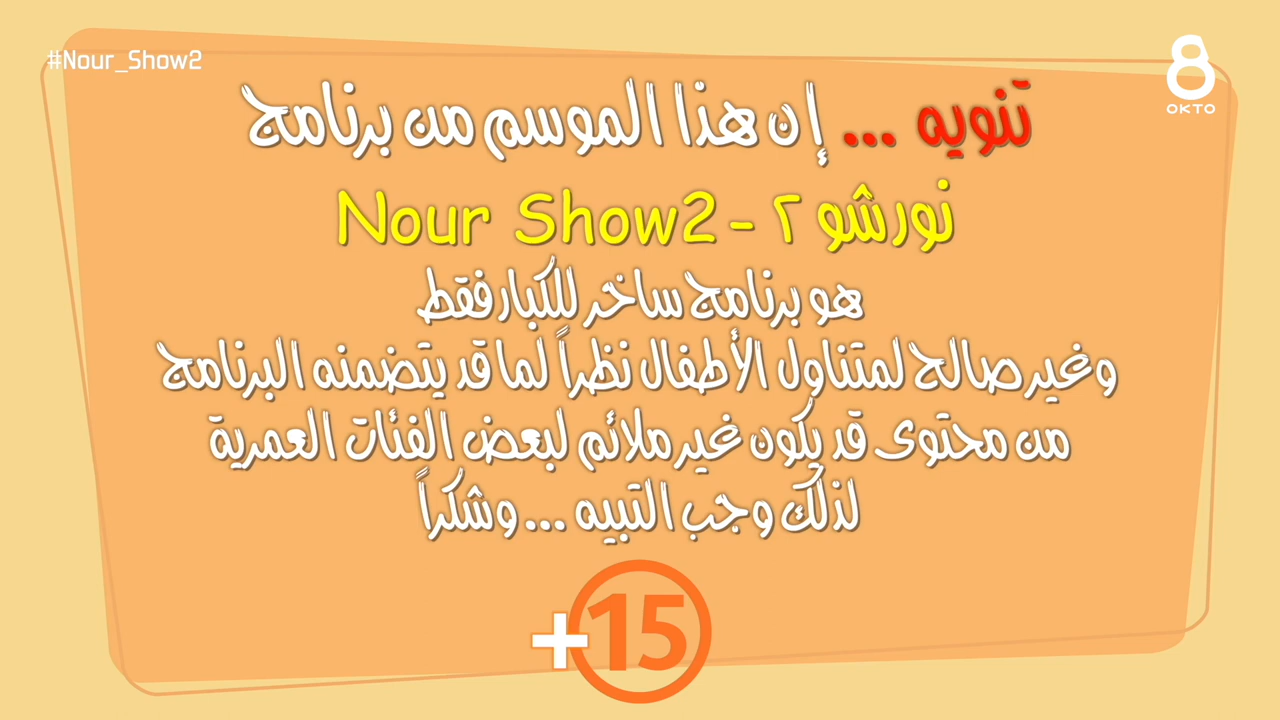 #Nour_Show2
8
OKTO
تنويه ... إن هذا الموسم من برنامج
نورشو ٢ - Nour Show2
هو برنامج ساخر للكبار فقط
وغير صالح لمتناول الأطفال نظراً لما قد يتضمنه البرنامج
من محتوى قد يكون غير ملائم لبعض الفئات العمرية
لذلك وجب التبيه ... وشكراً
+15